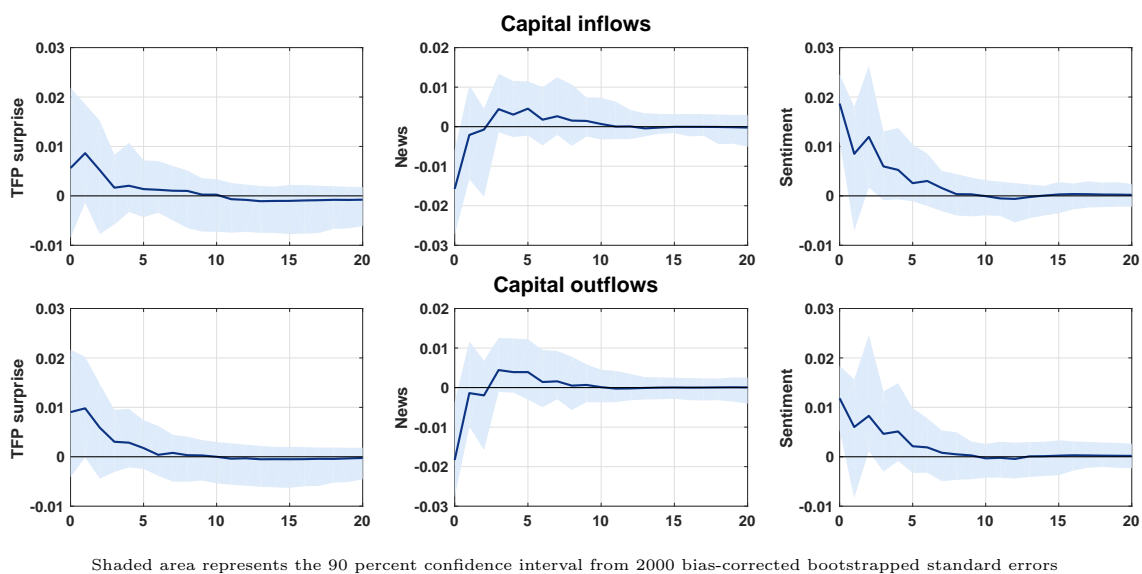 Capital inflows
TFP surprise
0.03
0.02
0.01
0
-0.01
0 5 10 15 20
News
0.02
0.01
0
-0.01
-0.02
-0.03
0 5 10 15 20
Sentiment
0.03
0.02
0.01
0
-0.01
0 5 10 15 20
Capital outflows
TFP surprise
0.03
0.02
0.01
0
-0.01
0 5 10 15 20
News
0.02
0.01
0
-0.01
-0.02
-0.03
0 5 10 15 20
Sentiment
0.03
0.02
0.01
0
-0.01
0 5 10 15 20
Shaded area represents the 90 percent confidence interval from 2000 bias-corrected bootstrapped standard errors